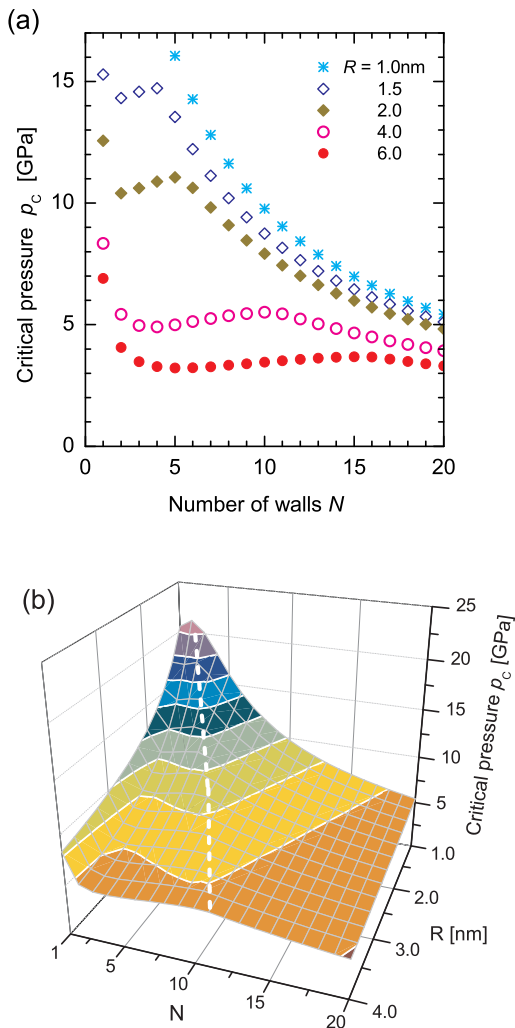 (a)
Critical pressure pC [GPa]
15
10
5
0
R = 1.0nm
1.5
2.0
4.0
6.0
0 5 10 15 20
Number of walls N
(b)
25
20
15
10
5
Critical pressure pC [GPa]
1.0
2.0
3.0
4.0
R [nm]
1
5
10
15
20
N